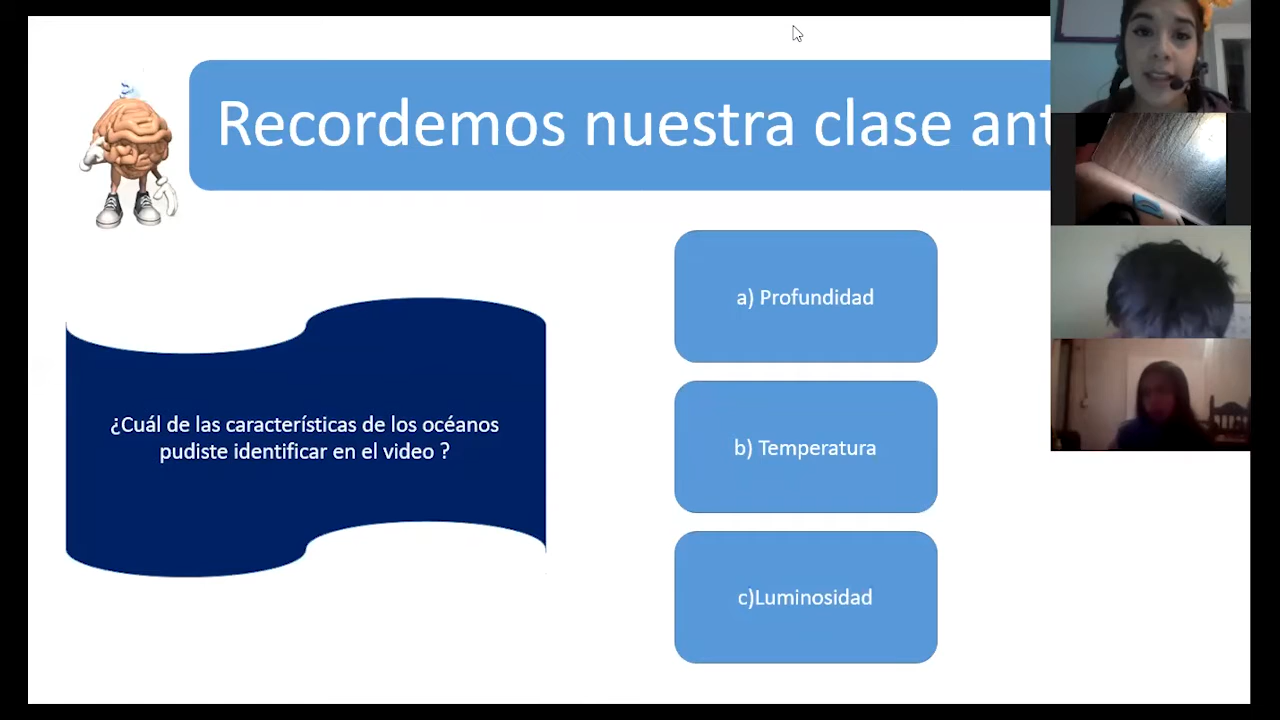 Recordemos nuestra clase ant
¿Cuál de las características de los océanos
pudiste identificar en el video ?
a) Profundidad
b) Temperatura
c)Luminosidad